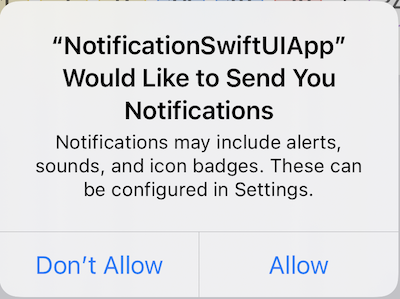 “NotificationSwiftUIApp”
Would Like to Send You
Notifications
Notifications may include alerts,
sounds, and icon badges. These can
be configured in Settings.
Don’t Allow
Allow